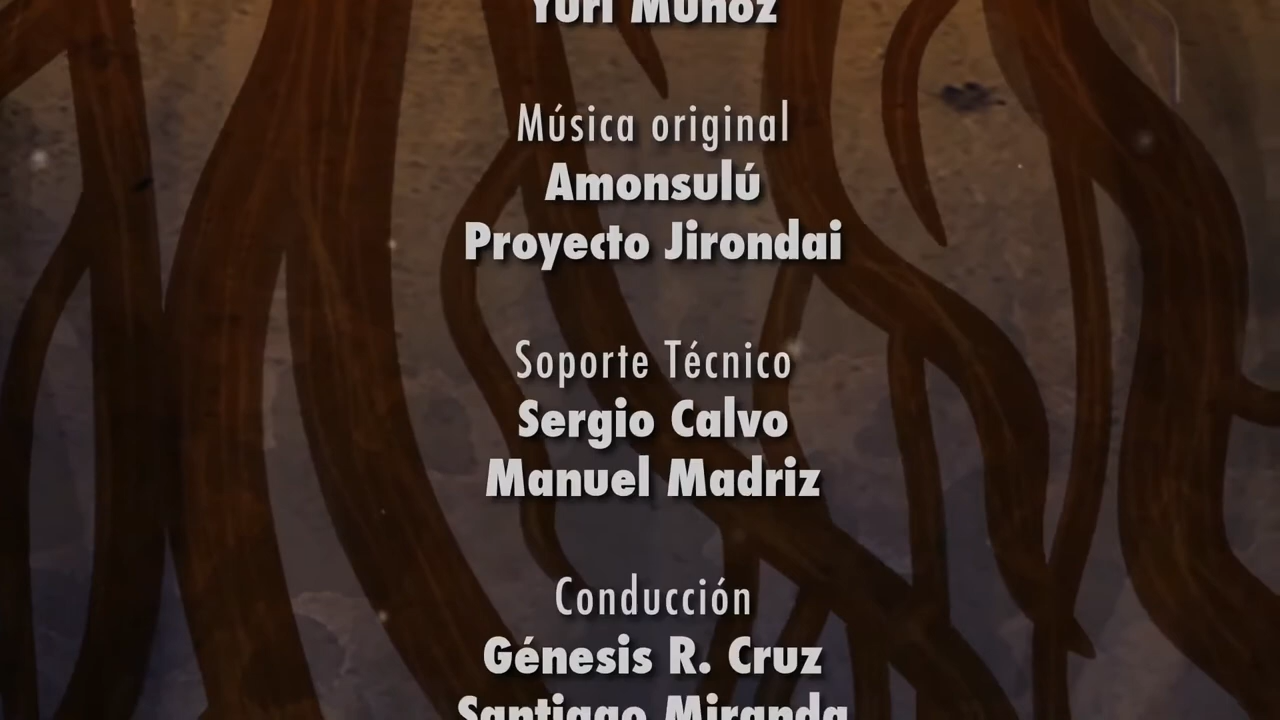 Yuri Muñoz
Música original
Amonsulú
Proyecto Jirondai
Soporte Técnico
Sergio Calvo
Manuel Madriz
Conducción
Génesis R. Cruz
Santiago Miranda